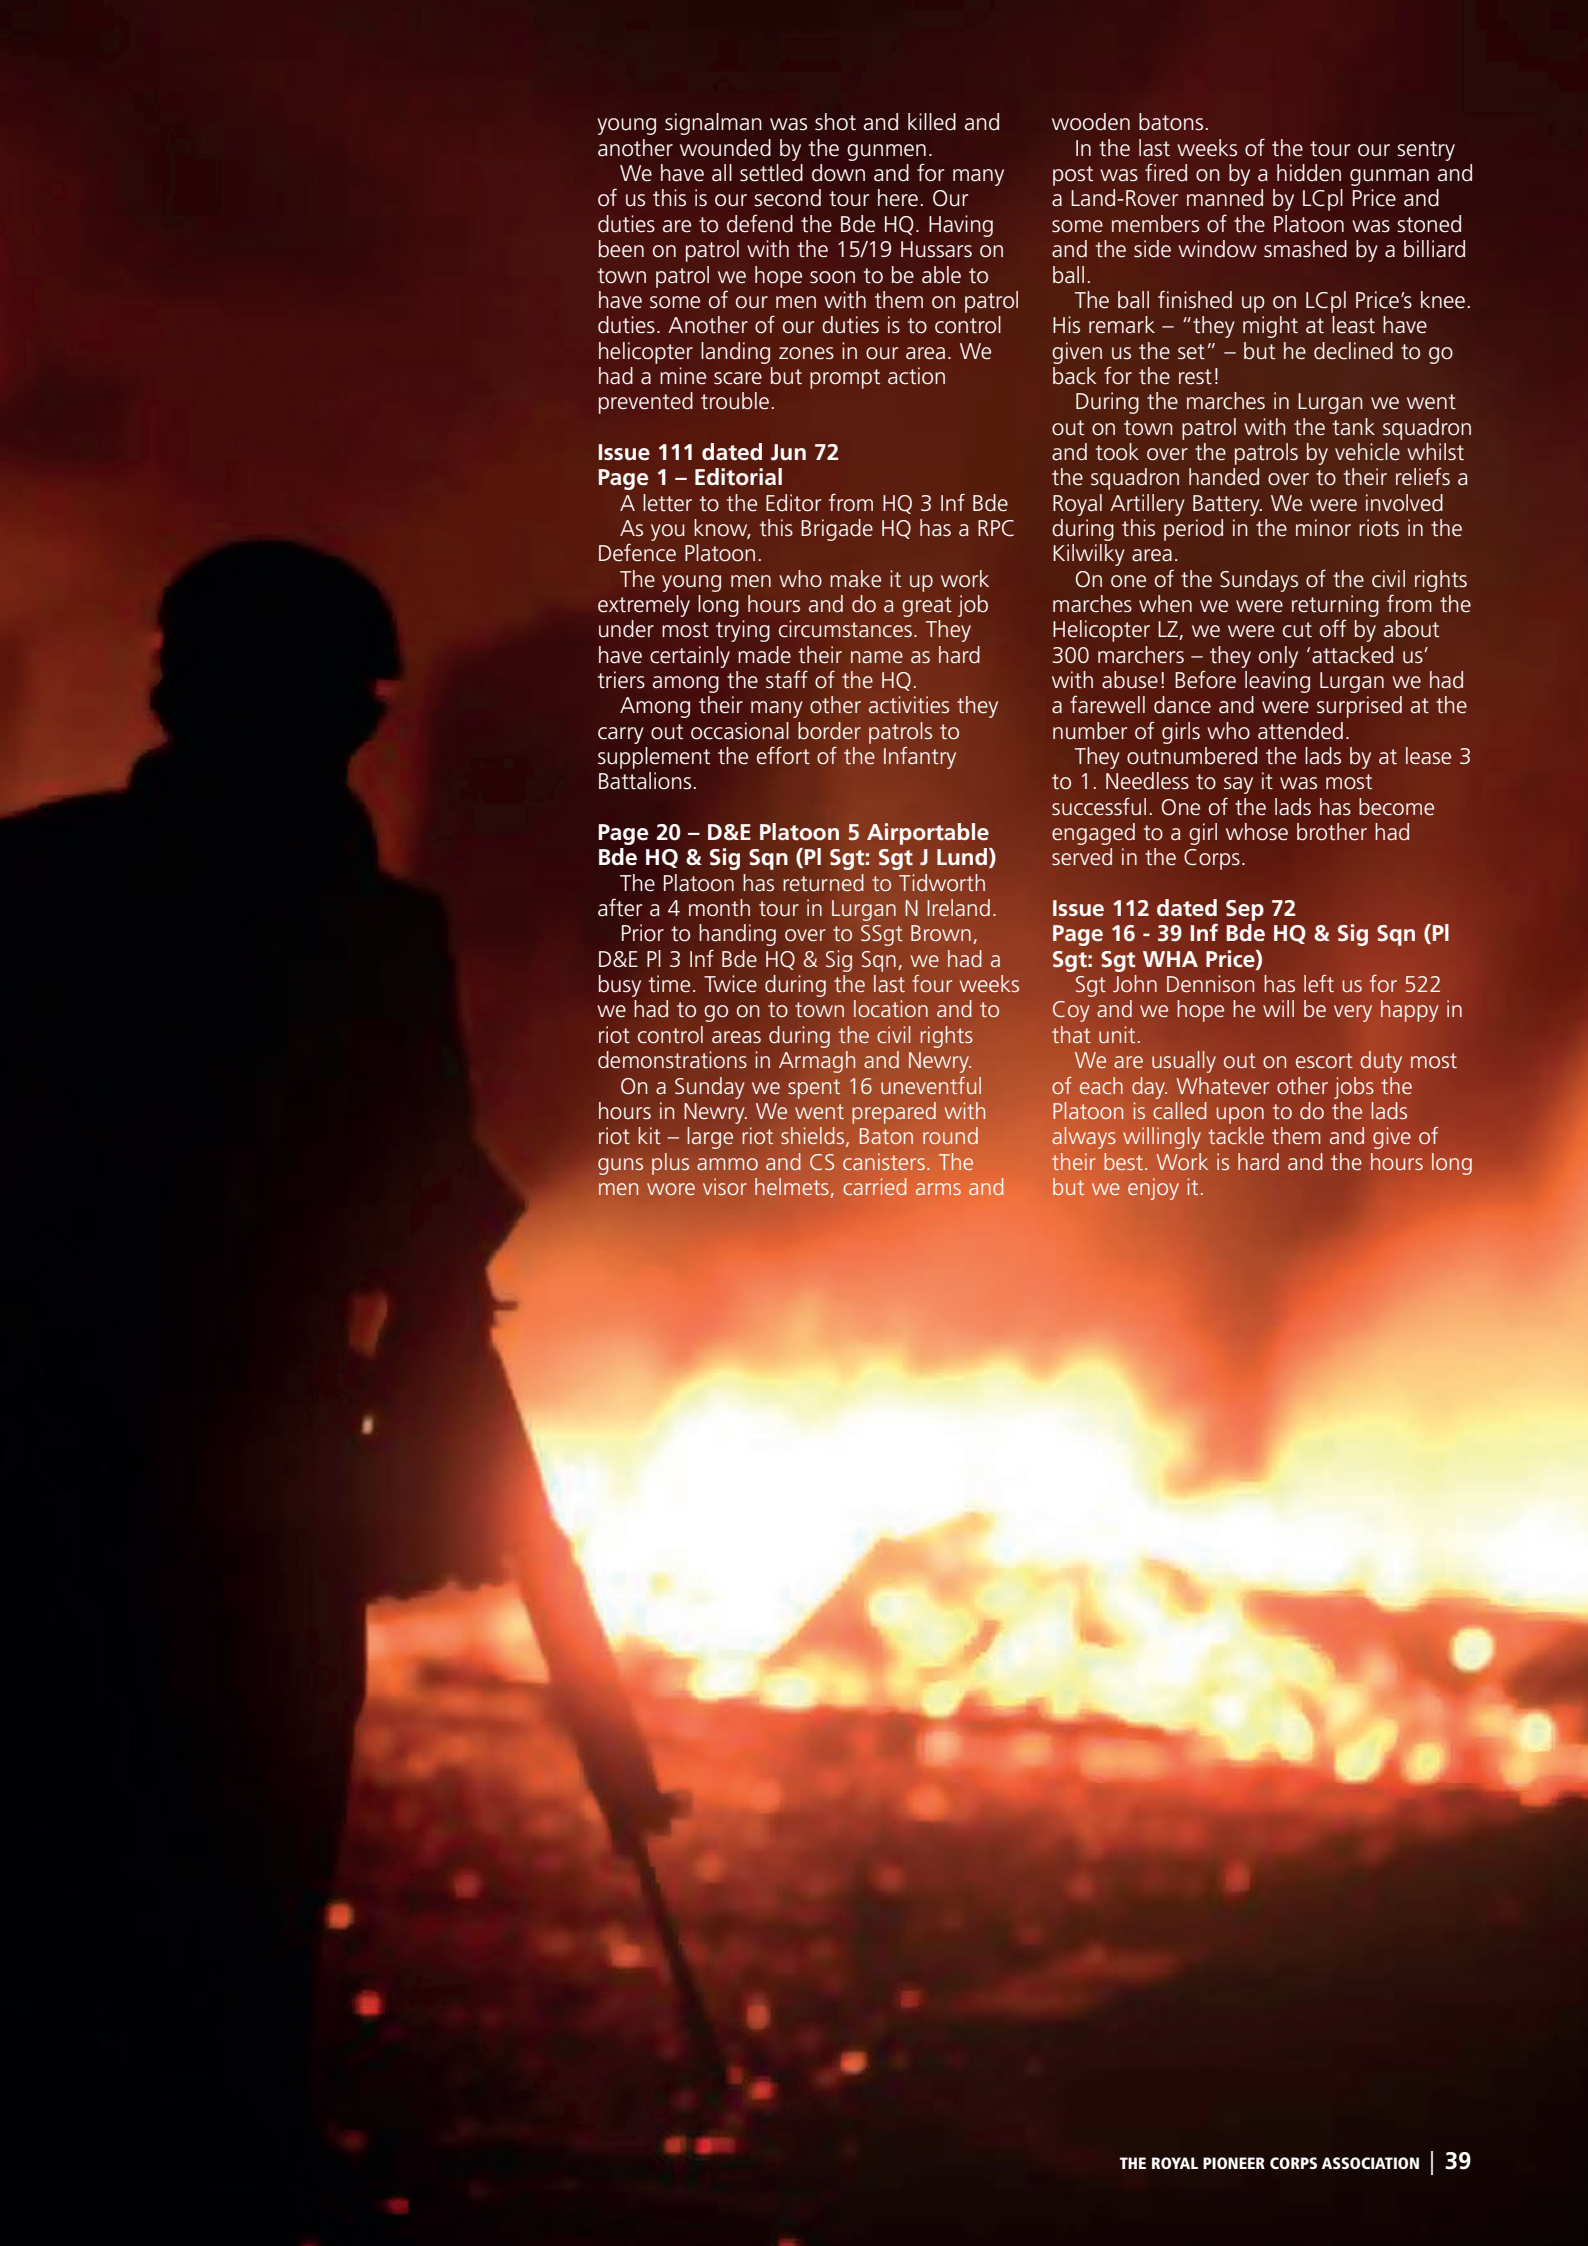 young signalman was shot and killed and
another wounded by the gunmen.
We have all settled down and for many
of us this is our second tour here. Our
duties are to defend the Bde HQ. Having
been on patrol with the 15/19 Hussars on
town patrol we hope soon to be able to
have some of our men with them on patrol
duties. Another of our duties is to control
helicopter landing zones in our area. We
had a mine scare but prompt action
prevented trouble.
Issue 111 dated Jun 72
Page 1 – Editorial
A letter to the Editor from HQ 3 Inf Bde
As you know, this Brigade HQ has a RPC
Defence Platoon.
The young men who make it up work
extremely long hours and do a great job
under most trying circumstances. They
have certainly made their name as hard
triers among the staff of the HQ.
Among their many other activities they
carry out occasional border patrols to
supplement the effort of the Infantry
Battalions.
Page 20 – D&E Platoon 5 Airportable
Bde HQ & Sig Sqn (Pl Sgt: Sgt J Lund)
The Platoon has returned to Tidworth
after a 4 month tour in Lurgan N Ireland.
Prior to handing over to SSgt Brown,
D&E Pl 3 Inf Bde HQ & Sig Sqn, we had a
busy time. Twice during the last four weeks
we had to go on to town location and to
riot control areas during the civil rights
demonstrations in Armagh and Newry.
On a Sunday we spent 16 uneventful
hours in Newry. We went prepared with
riot kit – large riot shields, Baton round
guns plus ammo and CS canisters. The
men wore visor helmets, carried arms and
wooden batons.
In the last weeks of the tour our sentry
post was fired on by a hidden gunman and
a Land-Rover manned by LCpl Price and
some members of the Platoon was stoned
and the side window smashed by a billiard
ball.
The ball finished up on LCpl Price’s knee.
His remark – “they might at least have
given us the set” – but he declined to go
back for the rest!
During the marches in Lurgan we went
out on town patrol with the tank squadron
and took over the patrols by vehicle whilst
the squadron handed over to their reliefs a
Royal Artillery Battery. We were involved
during this period in the minor riots in the
Kilwilky area.
On one of the Sundays of the civil rights
marches when we were returning from the
Helicopter LZ, we were cut off by about
300 marchers – they only ‘attacked us’
with abuse! Before leaving Lurgan we had
a farewell dance and were surprised at the
number of girls who attended.
They outnumbered the lads by at lease 3
to 1. Needless to say it was most
successful. One of the lads has become
engaged to a girl whose brother had
served in the Corps.
Issue 112 dated Sep 72
Page 16 - 39 Inf Bde HQ & Sig Sqn (Pl
Sgt: Sgt WHA Price)
Sgt John Dennison has left us for 522
Coy and we hope he will be very happy in
that unit.
We are usually out on escort duty most
of each day. Whatever other jobs the
Platoon is called upon to do the lads
always willingly tackle them and give of
their best. Work is hard and the hours long
but we enjoy it.
THE ROYAL PIONEER CORPS ASSOCIATION | 39